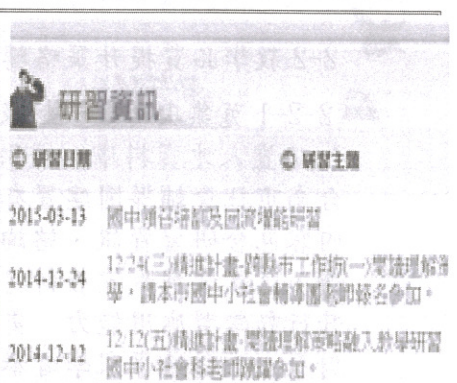 研習資訊
研習日期 研習主題
2015-03-13 國中領召培訓及回流增能研習
2014-12-24 12/24(三)精進計畫-跨縣市工作坊(一)閱讀理解
學，請本市國中小社會輔導團老師報名參加。
2014-12-12 12/12(五)精進計畫-閱讀理解策略融入教學研習
國中小社會科老師踴躍參加。